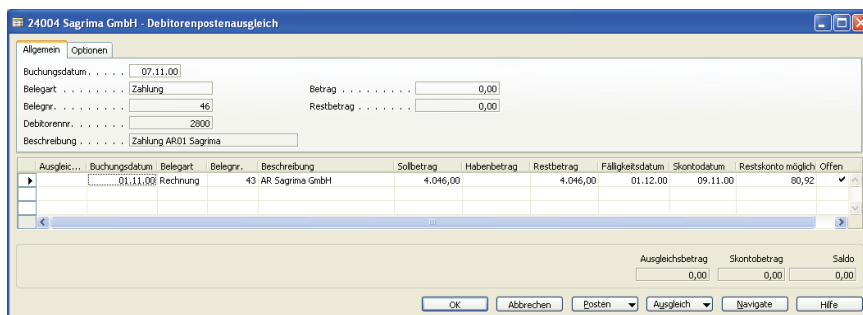 24004 Sagrima GmbH - Debitorenpostenausgleich
Allgemein Optionen
Buchungsdatum . . . . . 07.11.00
Belegart . . . . . . . . . Zahlung Betrag . . . . . . . . . . 0,00
Belegnr. . . . . . . . . . 46 Restbetrag . . . . . . . 0,00
Debitorennr. . . . . . . 2800
Beschreibung . . . . . . Zahlung AR01 Sagrima
Ausgleic... Buchungsdatum Belegart Belegnr. Beschreibung Sollbetrag Habenbetrag Restbetrag Fälligkeitsdatum Skontodatum Restskonto möglich Offen
01.11.00 Rechnung 43 AR Sagrima GmbH 4.046,00 4.046,00 01.12.00 09.11.00 80,92
Ausgleichsbetrag Skontobetrag Saldo
0,00 0,00 0,00
OK Abbrechen Posten Ausgleich Navigate Hilfe